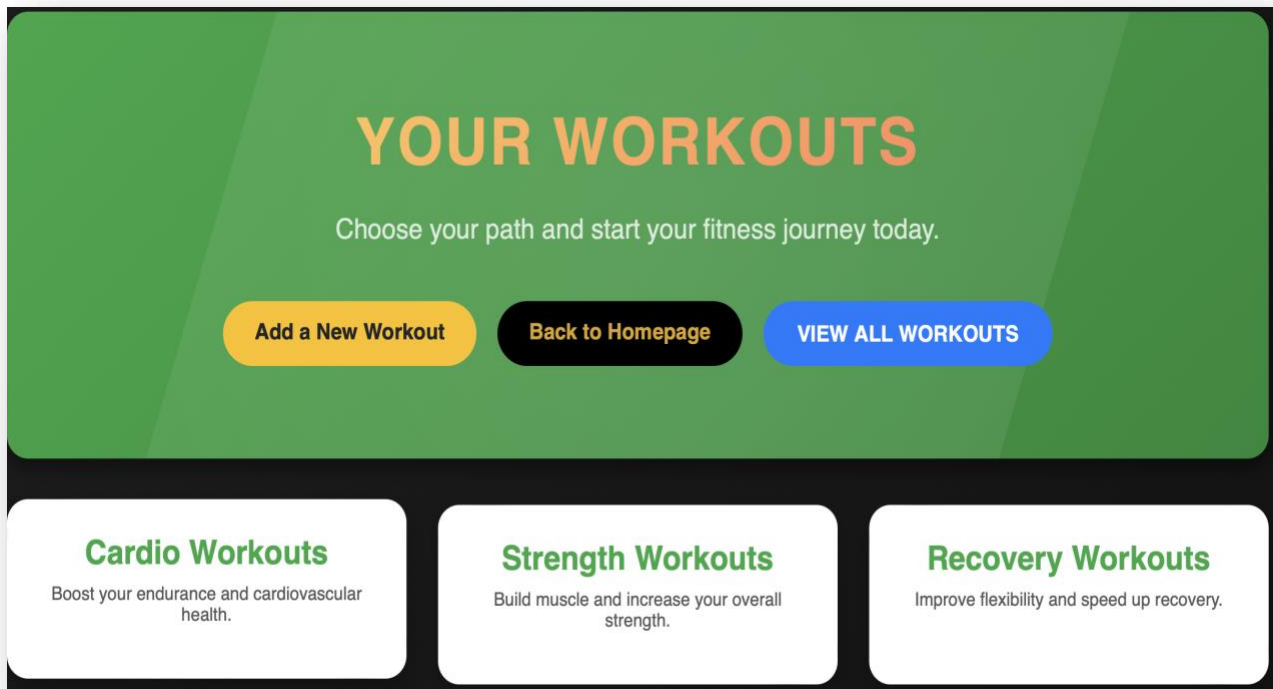 YOUR WORKOUTS
Choose your path and start your fitness journey today.
Add a New Workout
Back to Homepage
VIEW ALL WORKOUTS
Cardio Workouts
Boost your endurance and cardiovascular
health.
Strength Workouts
Build muscle and increase your overall
strength.
Recovery Workouts
Improve flexibility and speed up recovery.